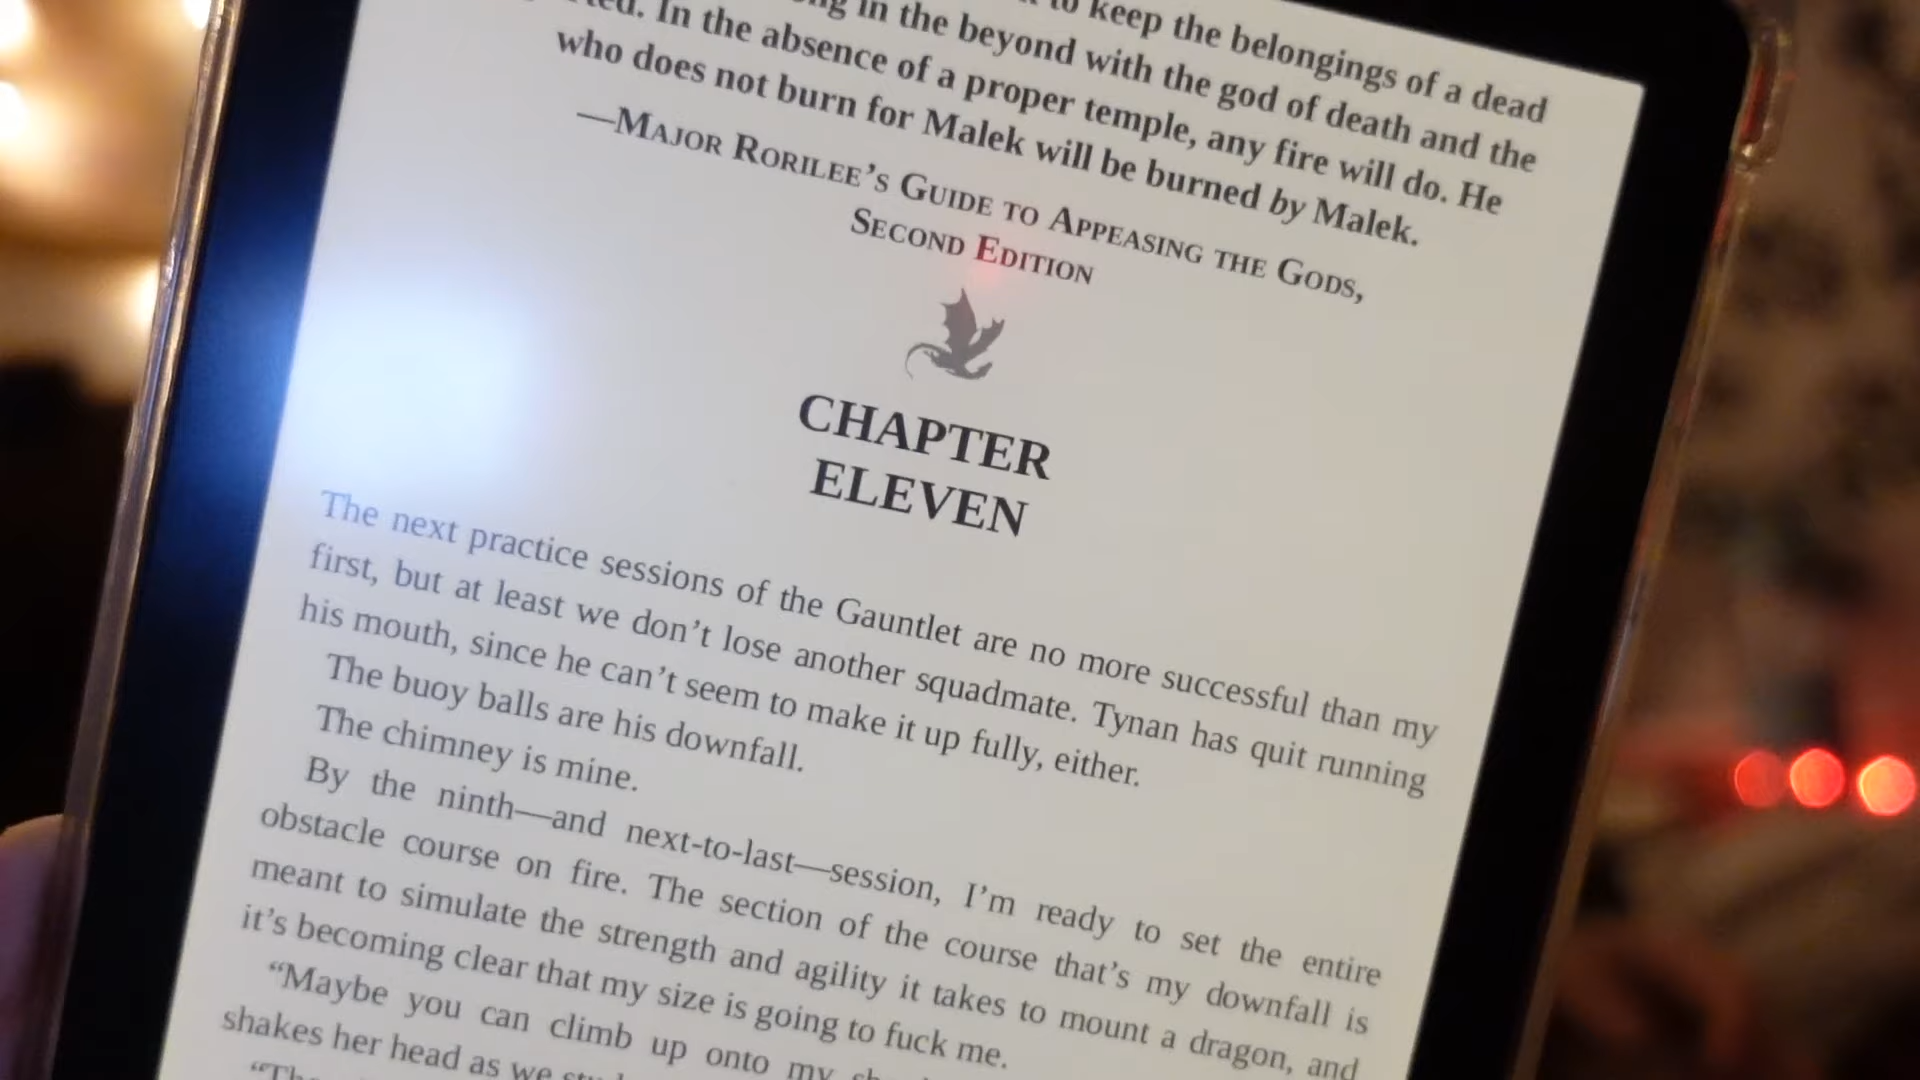 to keep the belongings of a dead
in the beyond with the god of death and the
In the absence of a proper temple, any fire will do. He
who does not burn for Malek will be burned by Malek.
—MAJOR RORILEE’S GUIDE TO APPEASING THE GODS,
SECOND EDITION
CHAPTER
ELEVEN
The next practice sessions of the Gauntlet are no more successful than my
first, but at least we don’t lose another squadmate. Tynan has quit running
his mouth, since he can’t seem to make it up fully, either.
The buoy balls are his downfall.
The chimney is mine.
By the ninth—and next-to-last—session, I’m ready to set the entire
obstacle course on fire. The section of the course that’s my downfall is
meant to simulate the strength and agility it takes to mount a dragon, and
it’s becoming clear that my size is going to fuck me.
“Maybe you can climb up onto my
shakes her head as we